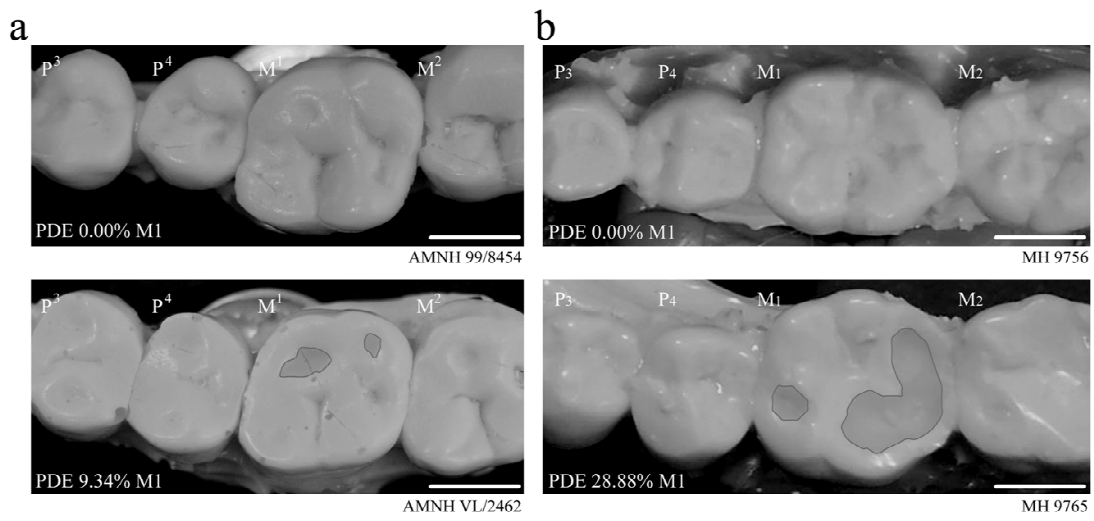 a
P³ P⁴ M¹ M²
PDE 0.00% M1
AMNH 99/8454
P³ P⁴ M¹ M²
PDE 9.34% M1
AMNH VL/2462
b
P₃ P₄ M₁ M₂
PDE 0.00% M1
MH 9756
P₃ P₄ M₁ M₂
PDE 28.88% M1
MH 9765